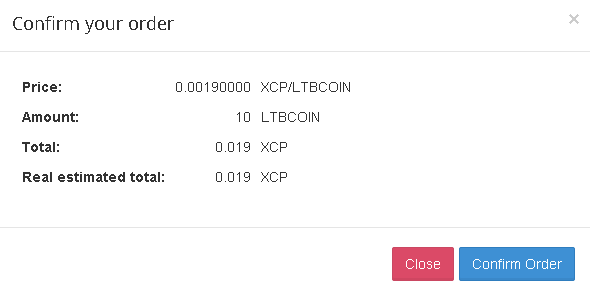 Confirm your order ×
Price: 0.00190000 XCP/LTBCOIN
Amount: 10 LTBCOIN
Total: 0.019 XCP
Real estimated total: 0.019 XCP
Close Confirm Order